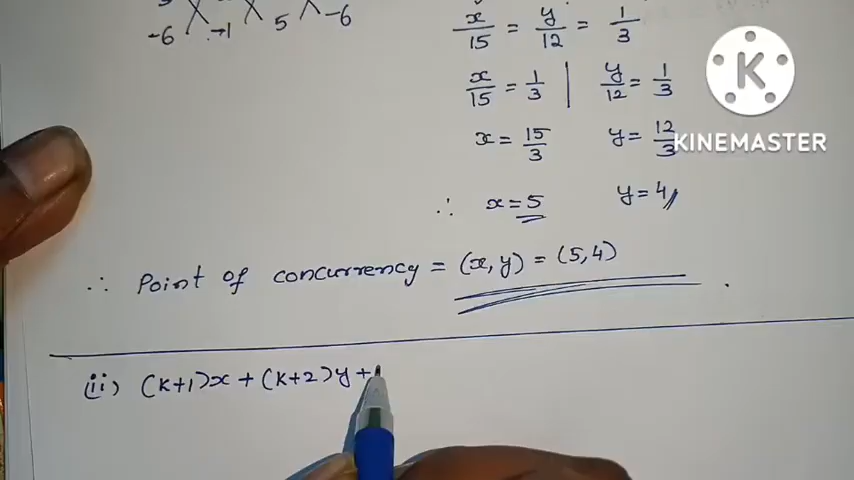 -6 -1 5 -6
x/15 = y/12 = 1/3
x/15 = 1/3 | y/12 = 1/3
x = 15/3 y = 12/3
∴ x = 5 y = 4
∴ Point of concurrency = (x,y) = (5,4)
(ii) (K+1)x + (K+2)y +
K
KINEMASTER